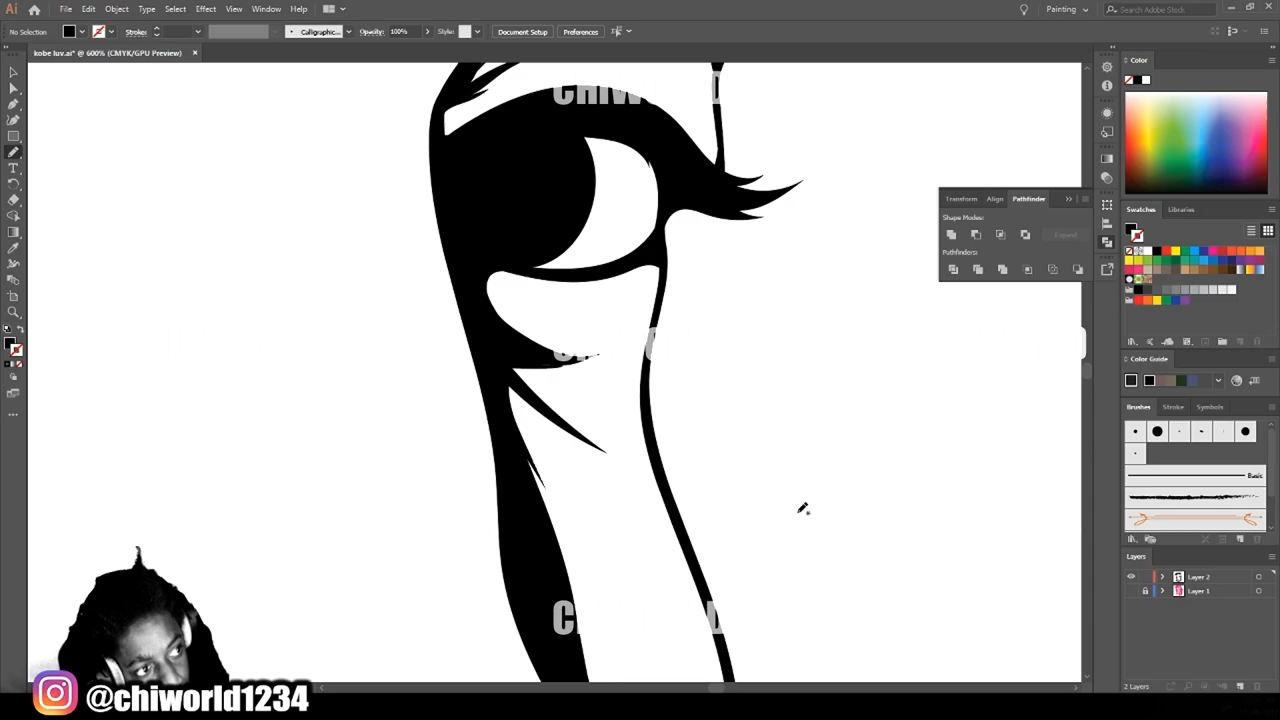 Ai File Edit Object Type Select Effect View Window Help Painting Search Adobe Stock
No Selection Stroke: Calligraphic... Opacity: 100% Style: Document Setup Preferences
kobe luv.ai* @ 600% (CMYK/GPU Preview) ×
Color
Transform Align Pathfinder
Shape Modes:
Expand
Pathfinders:
Swatches Libraries
Color Guide
Brushes Stroke Symbols
Basic
Layers
Layer 2
Layer 1
2 Layers
@chiworld1234